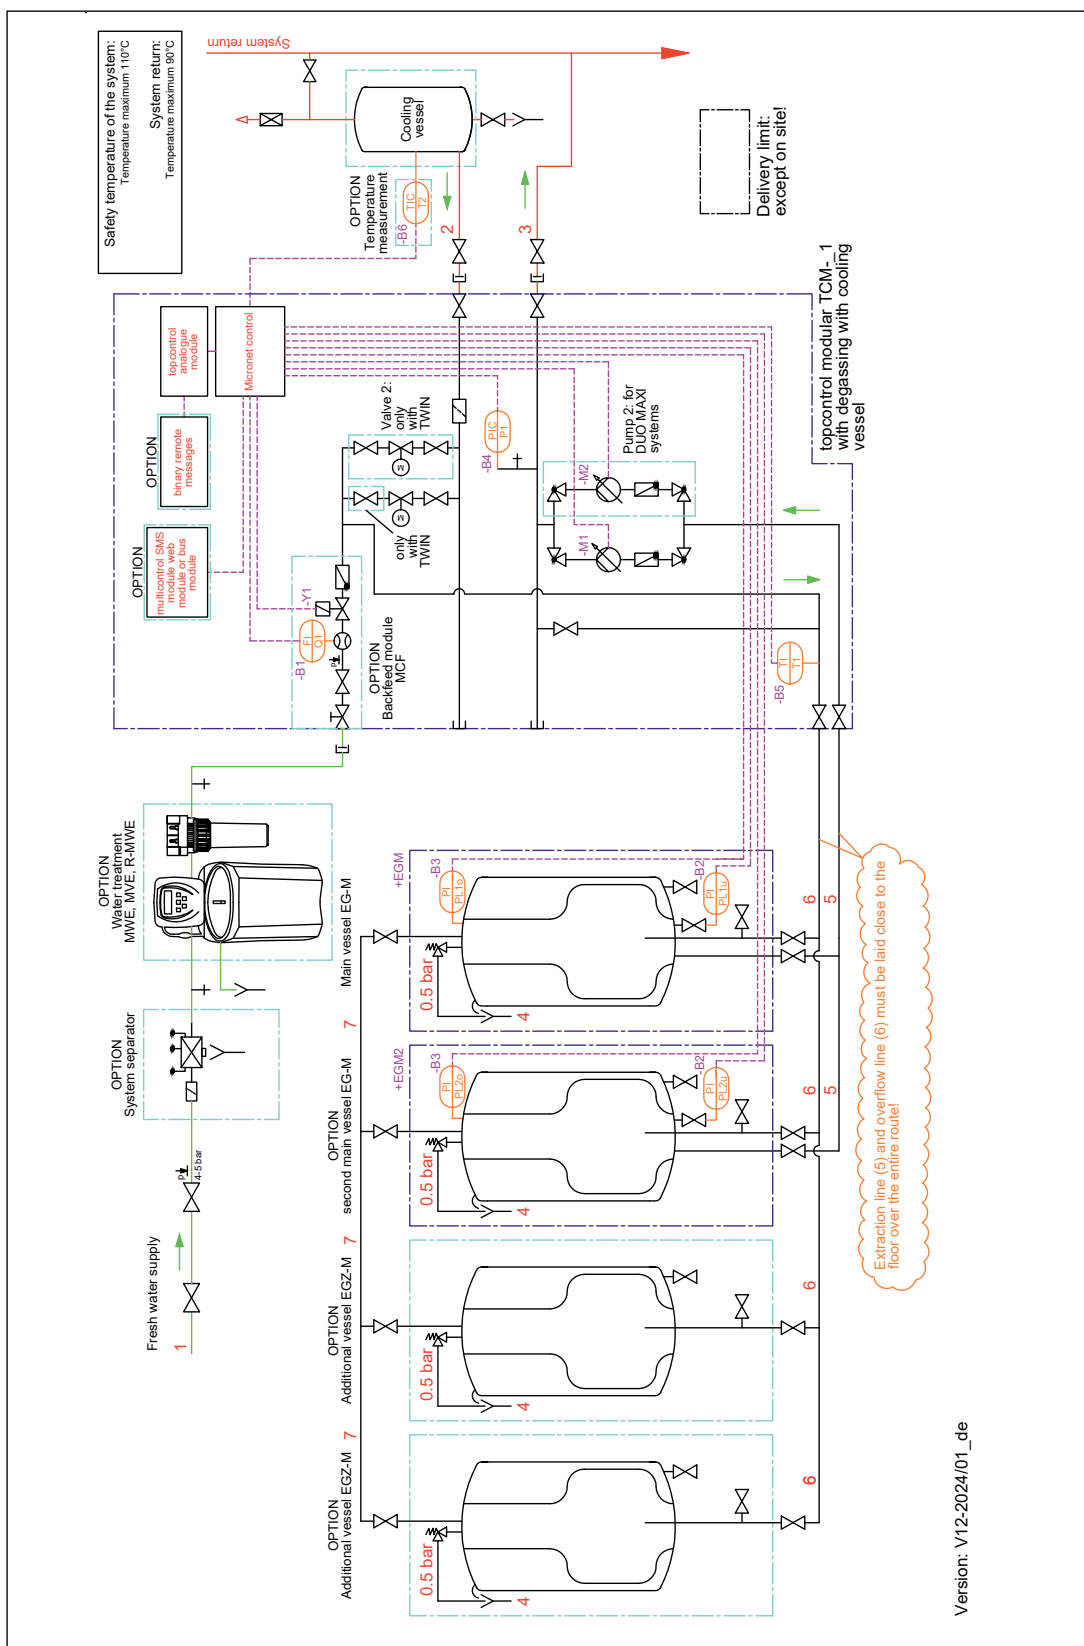 Safety temperature of the system:
Temperature maximum 110°C
System return:
Temperature maximum 90°C
System return
Cooling
vessel
OPTION
Temperature
measurement
-B6
TIC
T2
2
3
Delivery limit:
except on site!
topcontrol modular TCM-_1
with degassing with cooling
vessel
topcontrol
analogue
module
Micronet control
OPTION
binary remote
messages
OPTION
multicontrol SMS
module web
module or bus
module
Valve 2:
only
with
TWIN
M
M
only
with
TWIN
PIC
P1
-B4
Pump 2: for
DUO MAXI
systems
-M2
-M1
-Y1
FI
Q1
-B1
P
OPTION
Backfeed module
MCF
TI
T1
-B5
OPTION
Water treatment
MWE, MVE, R-MWE
OPTION
System separator
P
4-5 bar
Fresh water supply
1
Main vessel EG-M
+EGM
-B3
PI
PL1o
-B2
PI
PL1u
0.5 bar
4
7
6
5
OPTION
second main vessel EG-M
+EGM2
-B3
PI
PL2o
-B2
PI
PL2u
0.5 bar
4
7
6
5
OPTION
Additional vessel EGZ-M
0.5 bar
4
7
6
OPTION
Additional vessel EGZ-M
0.5 bar
4
6
Extraction line (5) and overflow line (6) must be laid close to the
floor over the entire route!
Version: V12-2024/01_de